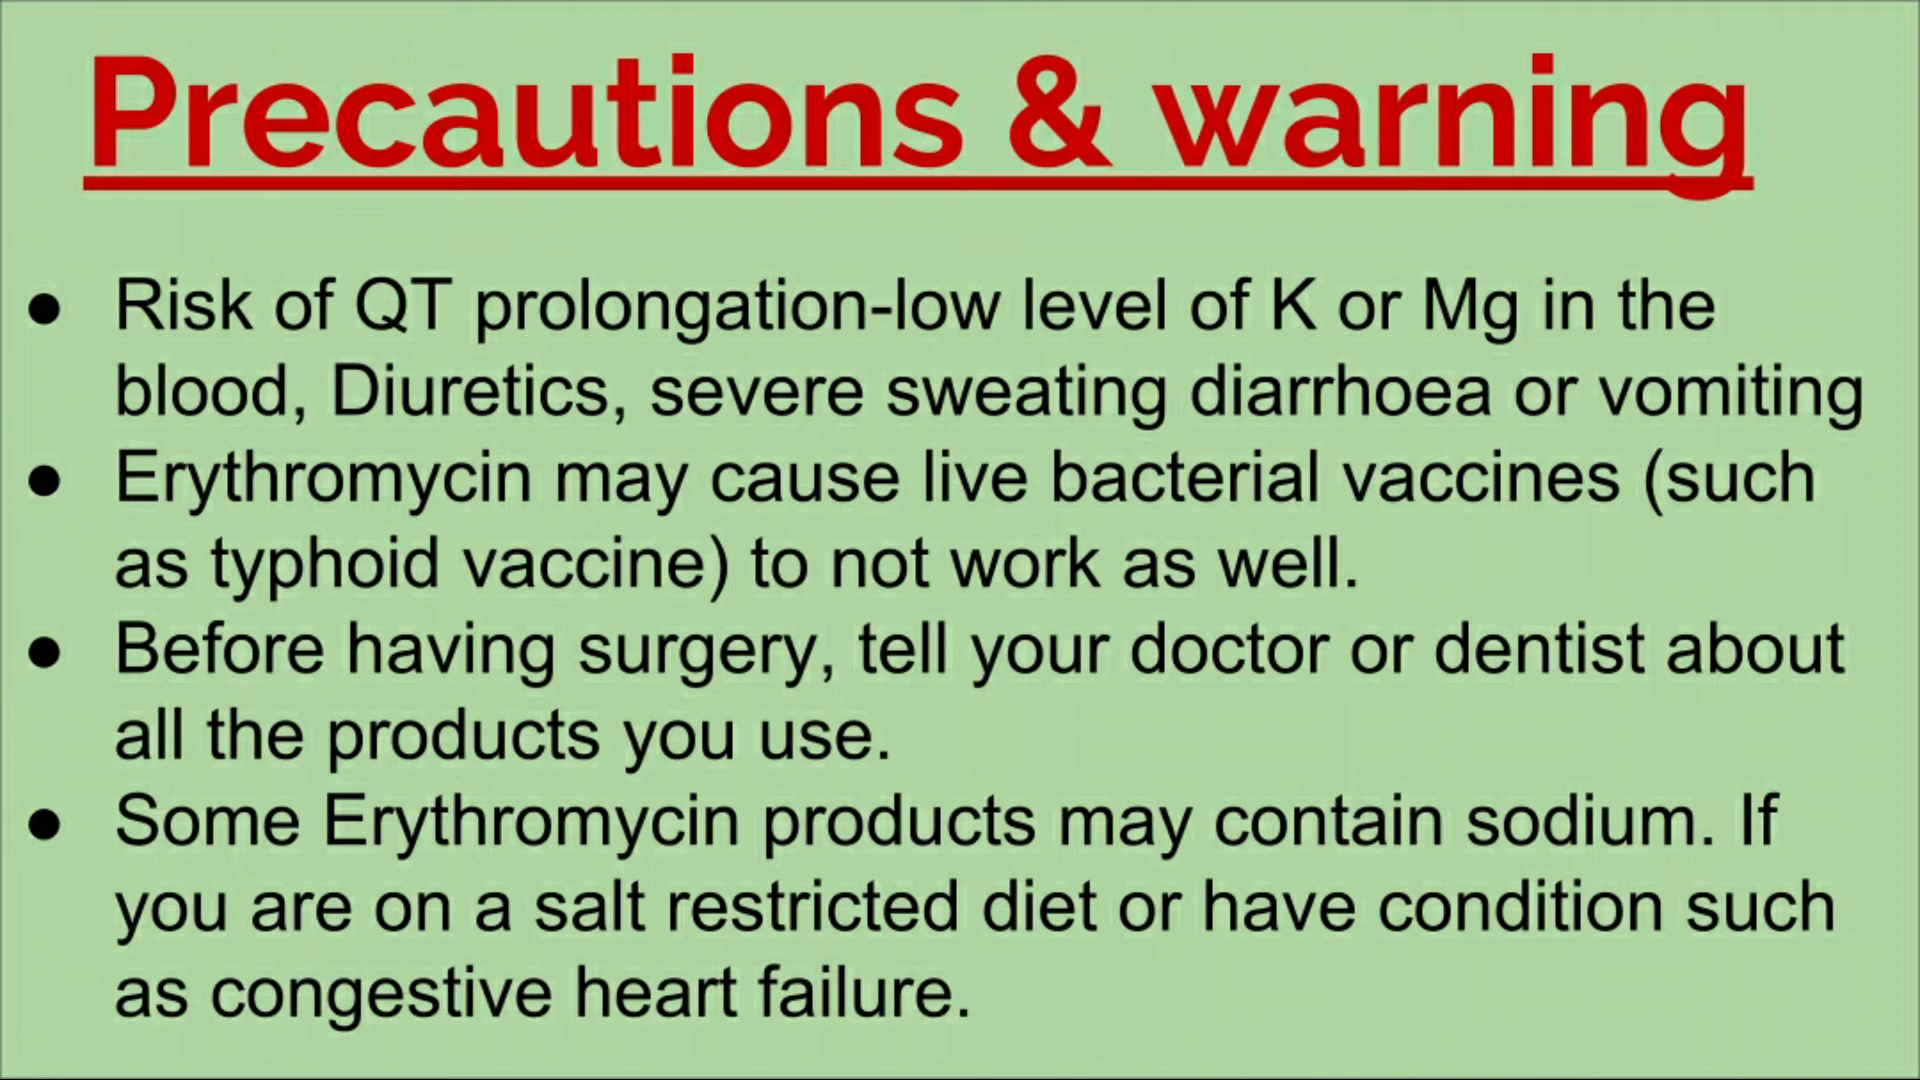 Precautions & warning
● Risk of QT prolongation-low level of K or Mg in the
blood, Diuretics, severe sweating diarrhoea or vomiting
● Erythromycin may cause live bacterial vaccines (such
as typhoid vaccine) to not work as well.
● Before having surgery, tell your doctor or dentist about
all the products you use.
● Some Erythromycin products may contain sodium. If
you are on a salt restricted diet or have condition such
as congestive heart failure.